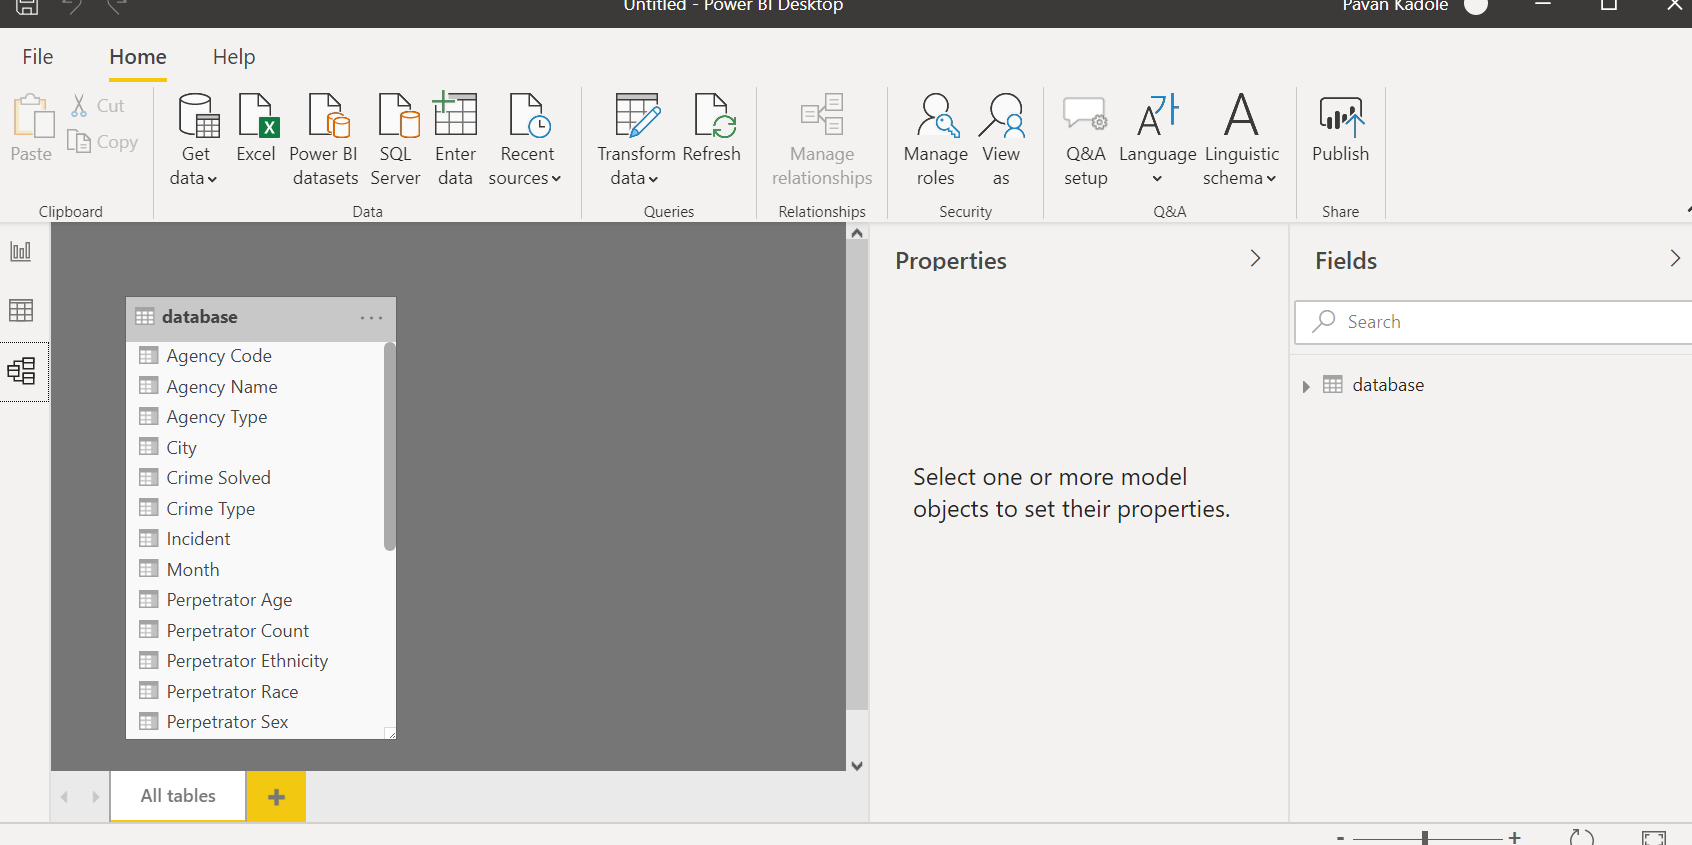 Untitled - Power BI Desktop
Pavan Kadole
File Home Help
Paste
Cut
Copy
Clipboard
Get data
Excel
Power BI datasets
SQL Server
Enter data
Recent sources
Data
Transform data
Refresh
Queries
Manage relationships
Relationships
Manage roles
View as
Security
Q&A setup
Language
Linguistic schema
Q&A
Publish
Share
database
Agency Code
Agency Name
Agency Type
City
Crime Solved
Crime Type
Incident
Month
Perpetrator Age
Perpetrator Count
Perpetrator Ethnicity
Perpetrator Race
Perpetrator Sex
All tables
Properties
Select one or more model
objects to set their properties.
Fields
Search
database